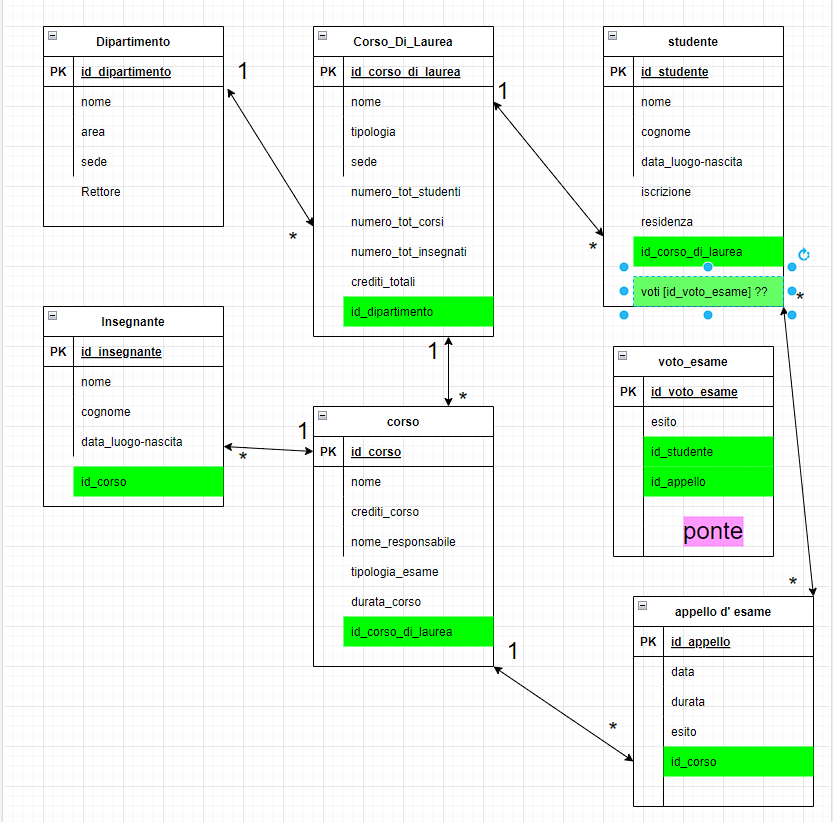 Dipartimento
PK id_dipartimento
nome
area
sede
Rettore
1
*
Corso_Di_Laurea
PK id_corso_di_laurea
nome
tipologia
sede
numero_tot_studenti
numero_tot_corsi
numero_tot_insegnati
crediti_totali
id_dipartimento
1
*
studente
PK id_studente
nome
cognome
data_luogo-nascita
iscrizione
residenza
id_corso_di_laurea
voti [id_voto_esame] ??
*
Insegnante
PK id_insegnante
nome
cognome
data_luogo-nascita
id_corso
*
1
1
*
corso
PK id_corso
nome
crediti_corso
nome_responsabile
tipologia_esame
durata_corso
id_corso_di_laurea
1
*
voto_esame
PK id_voto_esame
esito
id_studente
id_appello
ponte
*
appello d' esame
PK id_appello
data
durata
esito
id_corso